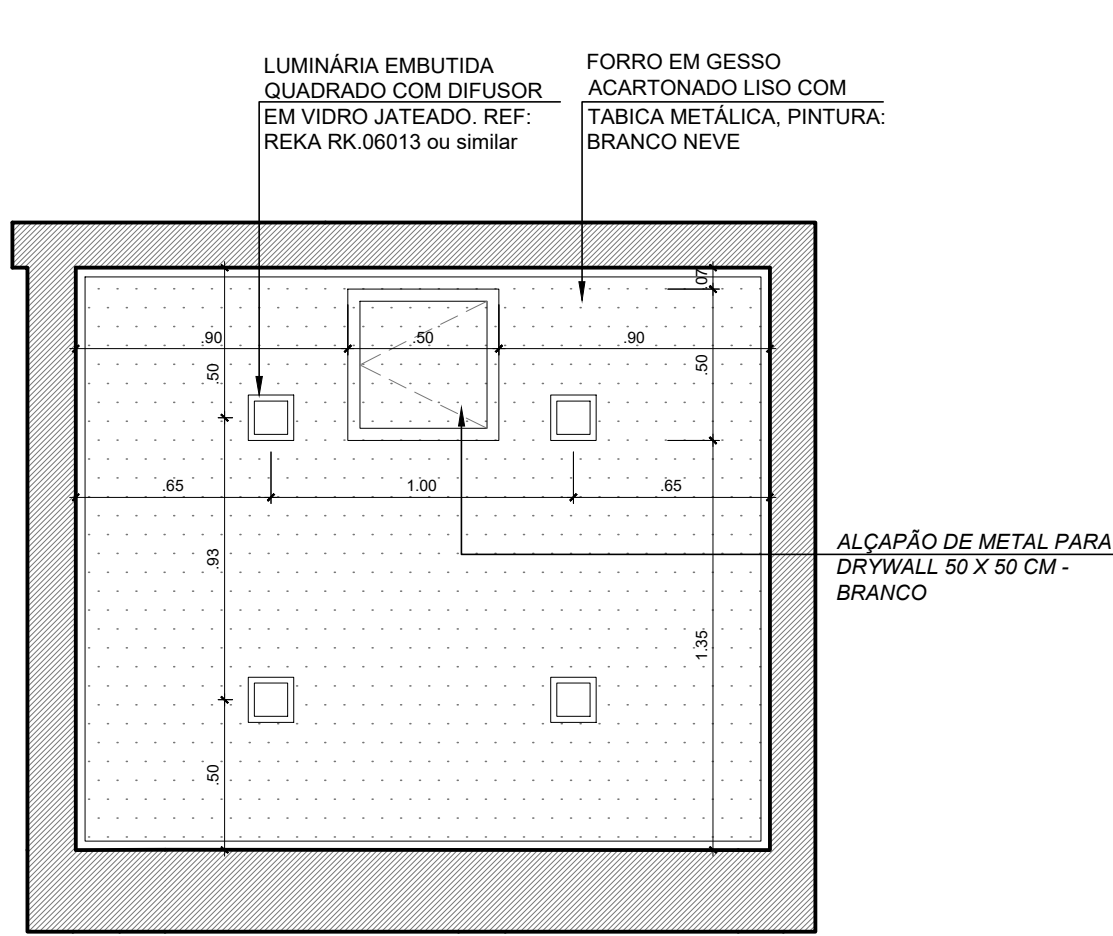 LUMINÁRIA EMBUTIDA
QUADRADO COM DIFUSOR
EM VIDRO JATEADO. REF:
REKA RK.06013 ou similar
FORRO EM GESSO
ACARTONADO LISO COM
TABICA METÁLICA, PINTURA:
BRANCO NEVE
.07
.90
.50
.90
.50
.50
.65
1.00
.65
.93
ALÇAPÃO DE METAL PARA
DRYWALL 50 X 50 CM -
BRANCO
1.35
.50